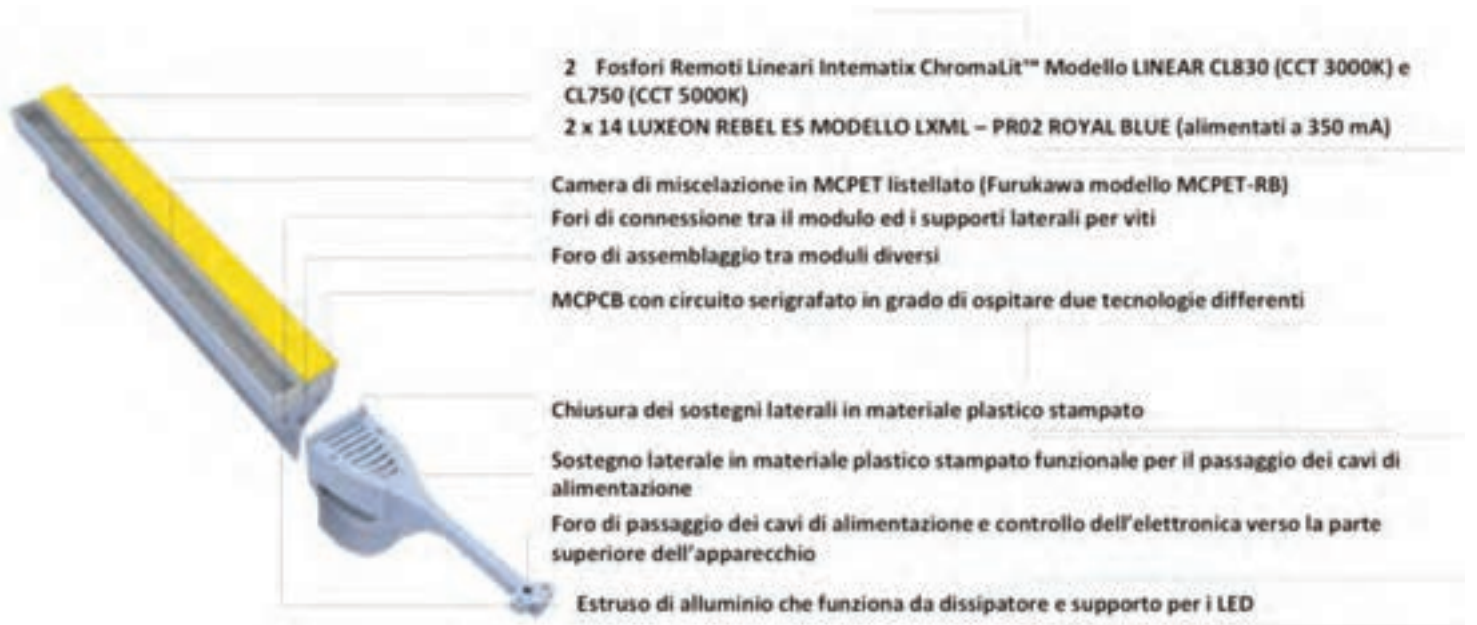 2 Fosfori Remoti Lineari Intematix ChromaLit™ Modello LINEAR CL830 (CCT 3000K) e
CL750 (CCT 5000K)
2 x 14 LUXEON REBEL ES MODELLO LXML – PR02 ROYAL BLUE (alimentati a 350 mA)
Camera di miscelazione in MCPET listellato (Furukawa modello MCPET-RB)
Fori di connessione tra il modulo ed i supporti laterali per viti
Foro di assemblaggio tra moduli diversi
MCPCB con circuito serigrafato in grado di ospitare due tecnologie differenti
Chiusura dei sostegni laterali in materiale plastico stampato
Sostegno laterale in materiale plastico stampato funzionale per il passaggio dei cavi di
alimentazione
Foro di passaggio dei cavi di alimentazione e controllo dell'elettronica verso la parte
superiore dell'apparecchio
Estruso di alluminio che funziona da dissipatore e supporto per i LED